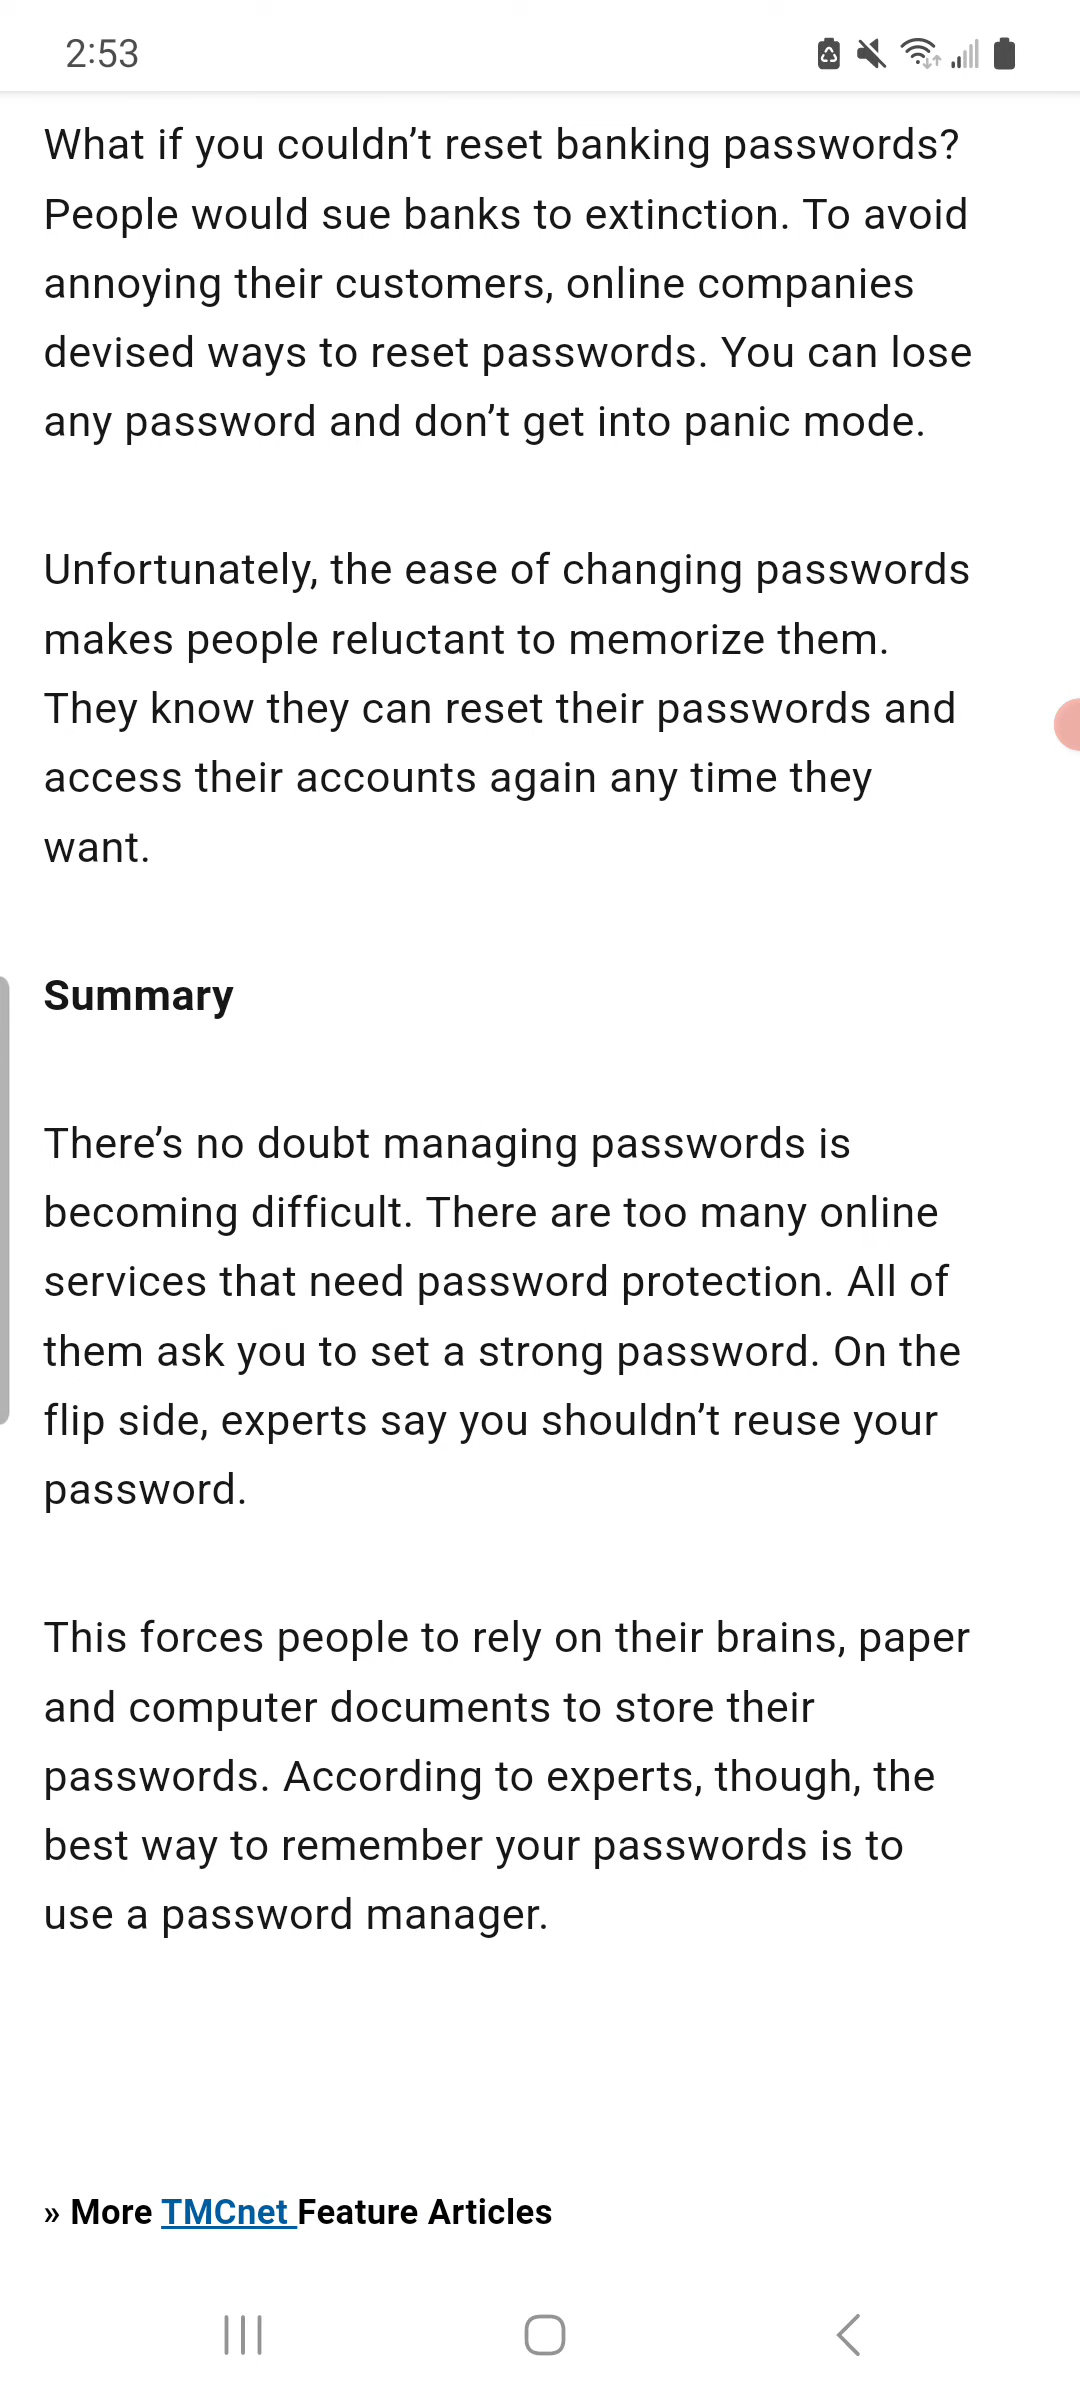 2:53
What if you couldn’t reset banking passwords?
People would sue banks to extinction. To avoid
annoying their customers, online companies
devised ways to reset passwords. You can lose
any password and don’t get into panic mode.
Unfortunately, the ease of changing passwords
makes people reluctant to memorize them.
They know they can reset their passwords and
access their accounts again any time they
want.
Summary
There’s no doubt managing passwords is
becoming difficult. There are too many online
services that need password protection. All of
them ask you to set a strong password. On the
flip side, experts say you shouldn’t reuse your
password.
This forces people to rely on their brains, paper
and computer documents to store their
passwords. According to experts, though, the
best way to remember your passwords is to
use a password manager.
» More TMCnet Feature Articles